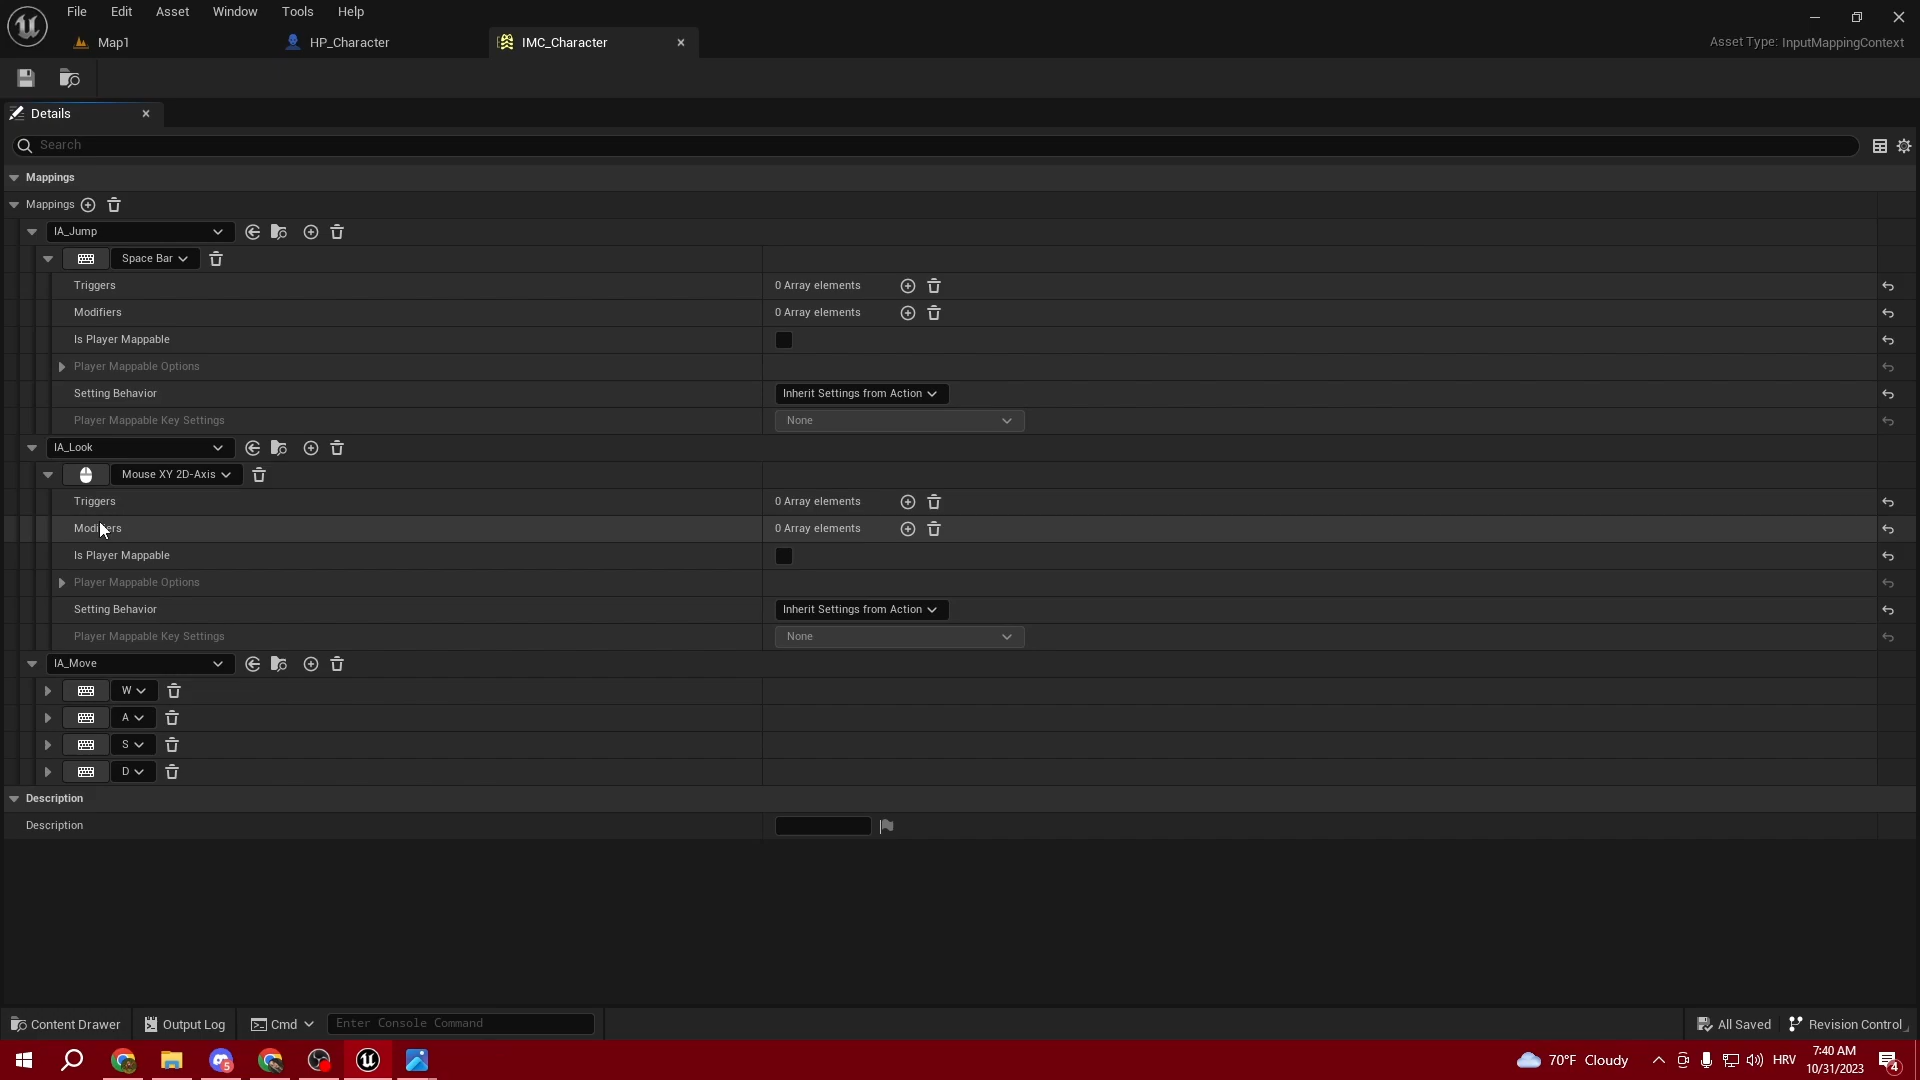 File Edit Asset Window Tools Help
Map1 HP_Character IMC_Character
Asset Type: InputMappingContext
Details
Search
Mappings
Mappings
IA_Jump
Space Bar
Triggers 0 Array elements
Modifiers 0 Array elements
Is Player Mappable
Player Mappable Options
Setting Behavior Inherit Settings from Action
Player Mappable Key Settings None
IA_Look
Mouse XY 2D-Axis
Triggers 0 Array elements
Modifiers 0 Array elements
Is Player Mappable
Player Mappable Options
Setting Behavior Inherit Settings from Action
Player Mappable Key Settings None
IA_Move
W
A
S
D
Description
Description
Content Drawer Output Log Cmd Enter Console Command All Saved Revision Control
5 70°F Cloudy HRV 7:40 AM
10/31/2023 4